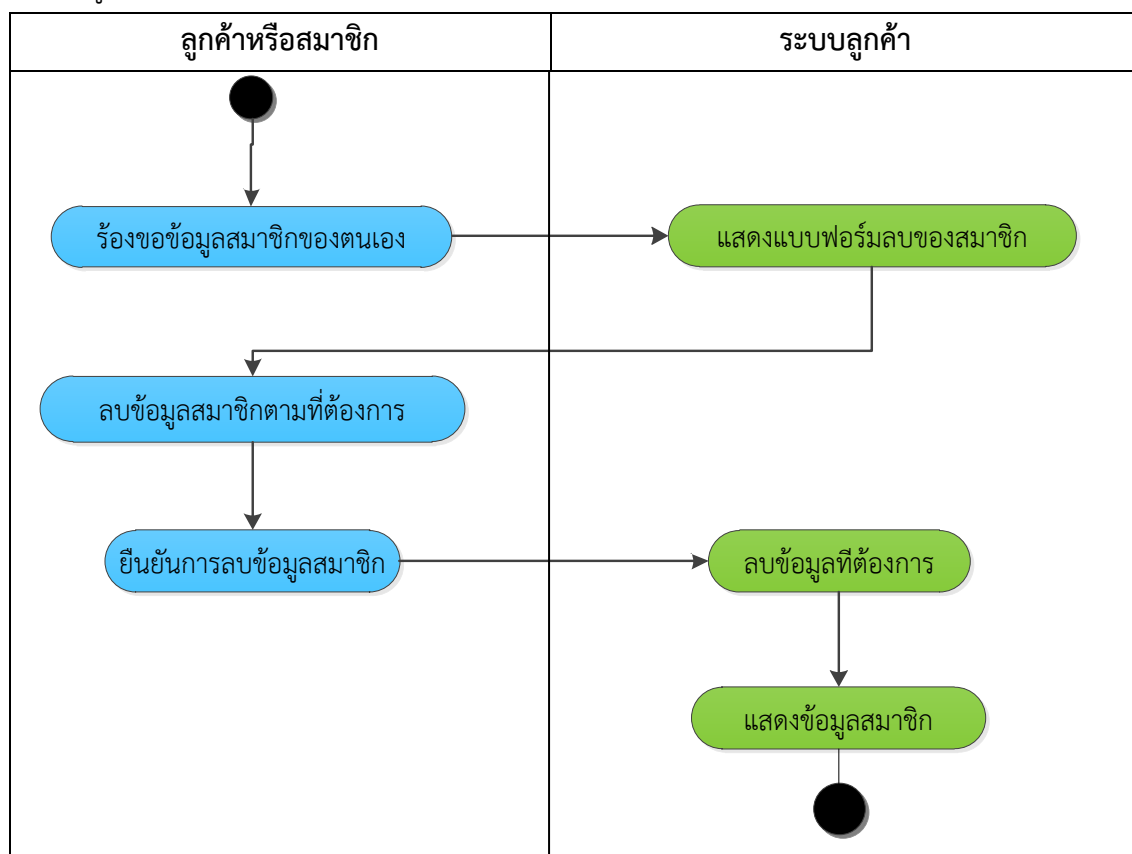 ลูกค้าหรือสมาชิก
ระบบลูกค้า
ร้องขอข้อมูลสมาชิกของตนเอง
แสดงแบบฟอร์มลบของสมาชิก
ลบข้อมูลสมาชิกตามที่ต้องการ
ยืนยันการลบข้อมูลสมาชิก
ลบข้อมูลทีต้องการ
แสดงข้อมูลสมาชิก